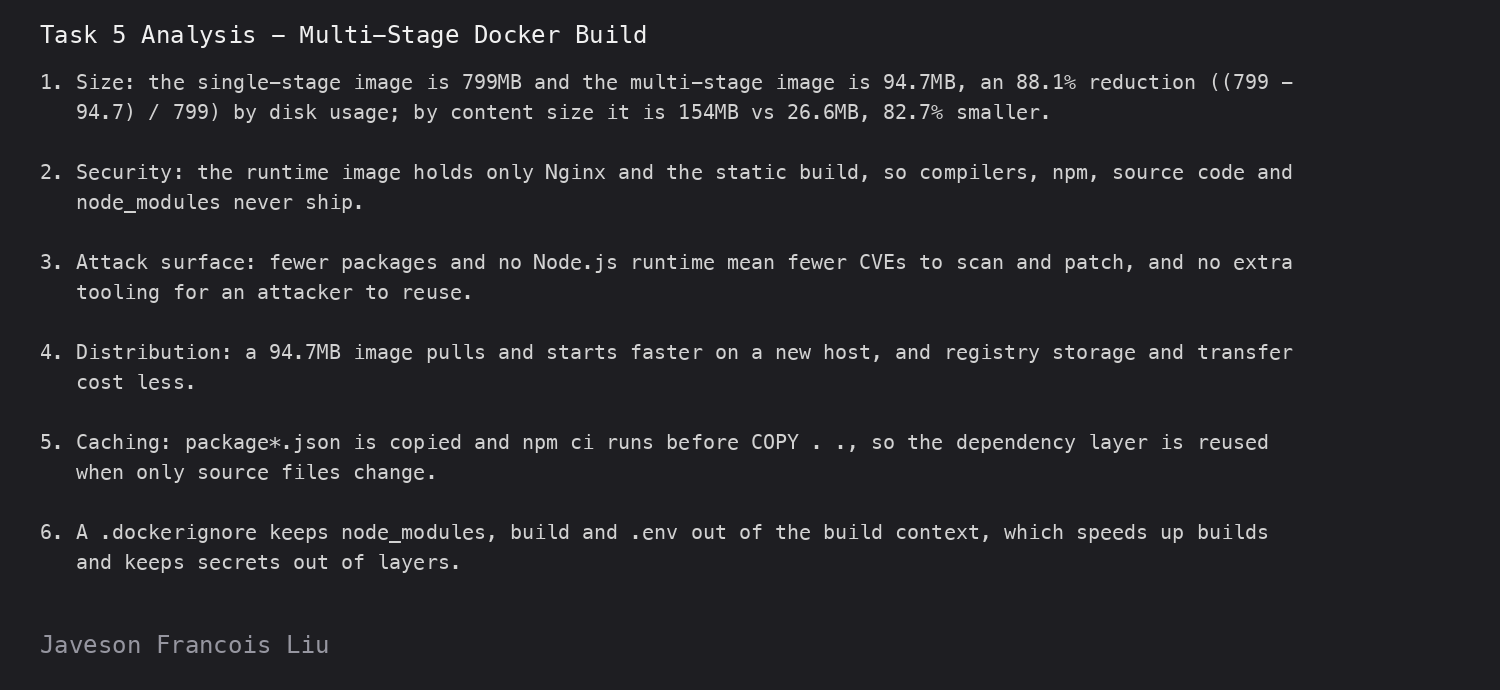 Task 5 Analysis — Multi—Stage Docker Build
1. Size: the single—stage image is 799MB and the multi—stage image is 94.7MB, an 88.1% reduction ((799 —
94.7) / 799) by disk usage; by content size it is 154MB vs 26.6MB, 82.7% smaller.
2. Security: the runtime image holds only Nginx and the static build, so compilers, npm, source code and
node_modules never ship.
3. Attack surface: fewer packages and no Node.js runtime mean fewer CVEs to scan and patch, and no extra
tooling for an attacker to reuse.
4. Distribution: a 94.7MB image pulls and starts faster on a new host, and registry storage and transfer
cost less.
5. Caching: package*.json is copied and npm ci runs before COPY . ., so the dependency layer is reused
when only source files change.
6. A .dockerignore keeps node_modules, build and .env out of the build context, which speeds up builds
and keeps secrets out of layers.
Javeson Francois Liu